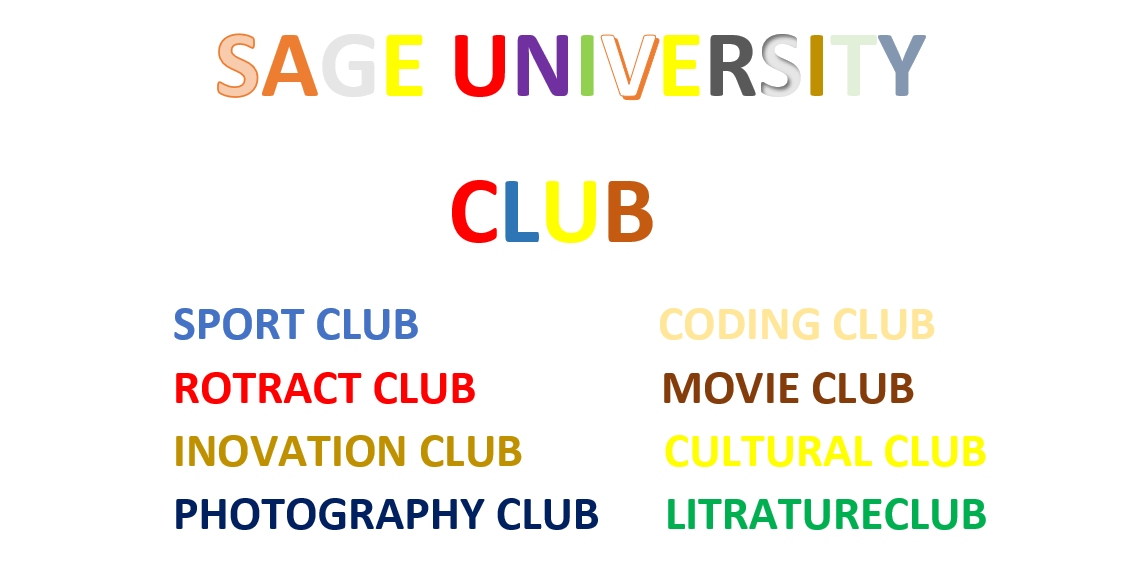 SAGE UNIVERSITY
CLUB
SPORT CLUB
CODING CLUB
ROTRACT CLUB
MOVIE CLUB
INOVATION CLUB
CULTURAL CLUB
PHOTOGRAPHY CLUB
LITRATURECLUB